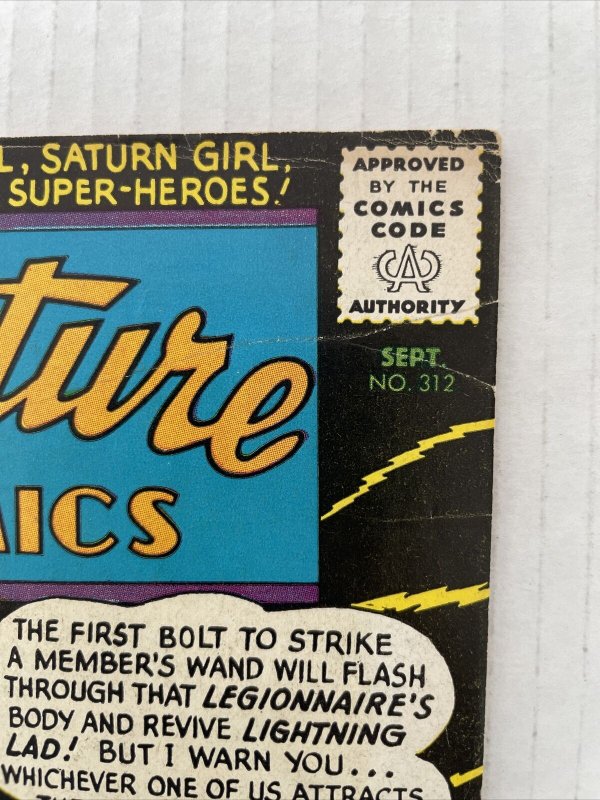 L, SATURN GIRL,
SUPER-HEROES!
APPROVED
BY THE
COMICS
CODE
CA
AUTHORITY
SEPT.
NO. 312
ture
MICS
THE FIRST BOLT TO STRIKE
A MEMBER'S WAND WILL FLASH
THROUGH THAT LEGIONNAIRE'S
BODY AND REVIVE LIGHTNING
LAD! BUT I WARN YOU...
WHICHEVER ONE OF US ATTRACTS